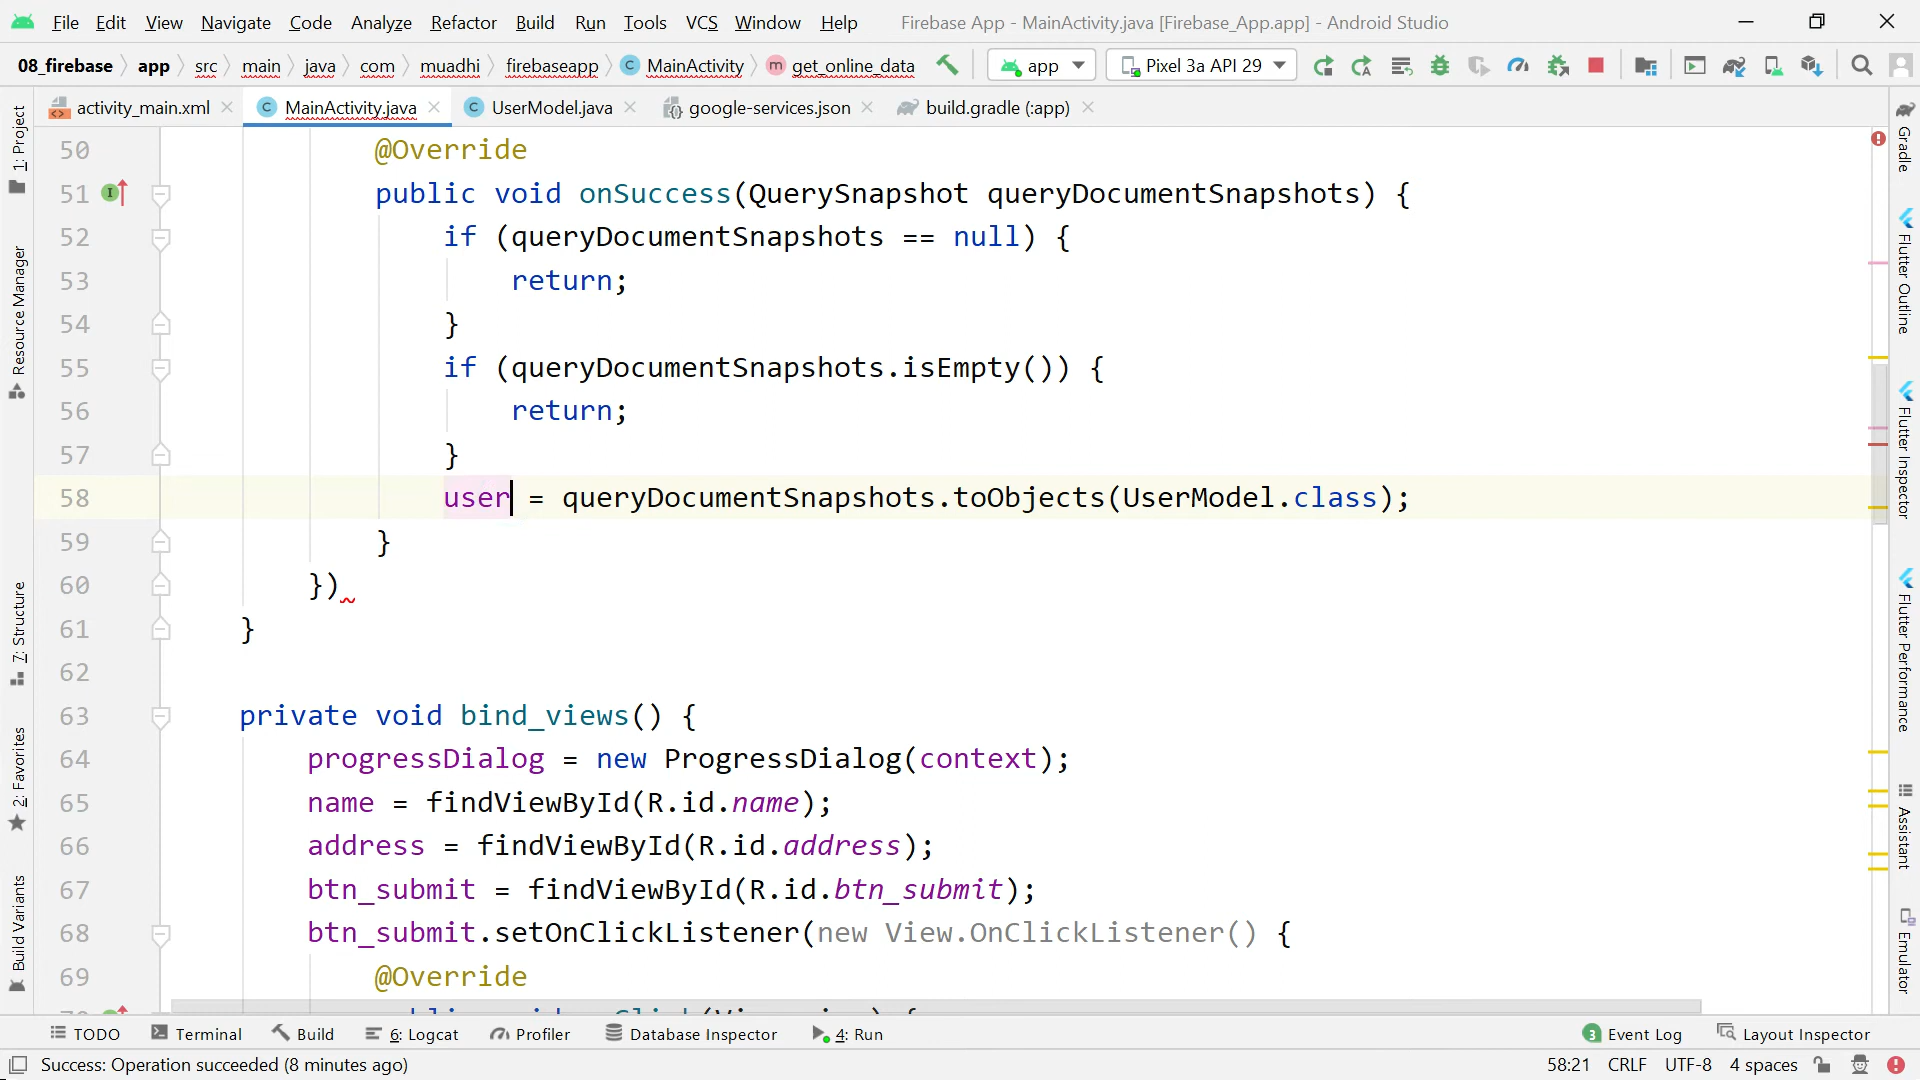 File Edit View Navigate Code Analyze Refactor Build Run Tools VCS Window Help Firebase App - MainActivity.java [Firebase_App.app] - Android Studio
08_firebase app src main java com muadhi firebaseapp MainActivity get_online_data app Pixel 3a API 29
activity_main.xml MainActivity.java UserModel.java google-services.json build.gradle (:app)
50 @Override
51 public void onSuccess(QuerySnapshot queryDocumentSnapshots) {
52 if (queryDocumentSnapshots == null) {
53 return;
54 }
55 if (queryDocumentSnapshots.isEmpty()) {
56 return;
57 }
58 user = queryDocumentSnapshots.toObjects(UserModel.class);
59 }
60 })
61 }
62
63 private void bind_views() {
64 progressDialog = new ProgressDialog(context);
65 name = findViewById(R.id.name);
66 address = findViewById(R.id.address);
67 btn_submit = findViewById(R.id.btn_submit);
68 btn_submit.setOnClickListener(new View.OnClickListener() {
69 @Override
1: Project
Resource Manager
7: Structure
2: Favorites
Build Variants
Gradle
Flutter Outline
Flutter Inspector
Flutter Performance
Assistant
Emulator
TODO Terminal Build 6: Logcat Profiler Database Inspector 4: Run 3 Event Log Layout Inspector
Success: Operation succeeded (8 minutes ago) 58:21 CRLF UTF-8 4 spaces